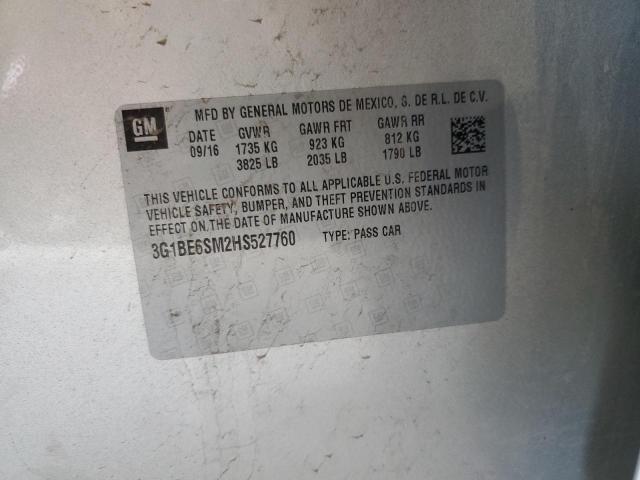 GM
MFD BY GENERAL MOTORS DE MEXICO, S. DE R.L. DE C.V.
DATE GVWR GAWR FRT GAWR RR
09/16 1735 KG 923 KG 812 KG
3825 LB 2035 LB 1790 LB
THIS VEHICLE CONFORMS TO ALL APPLICABLE U.S. FEDERAL MOTOR
VEHICLE SAFETY, BUMPER, AND THEFT PREVENTION STANDARDS IN
EFFECT ON THE DATE OF MANUFACTURE SHOWN ABOVE.
3G1BE6SM2HS527760 TYPE: PASS CAR